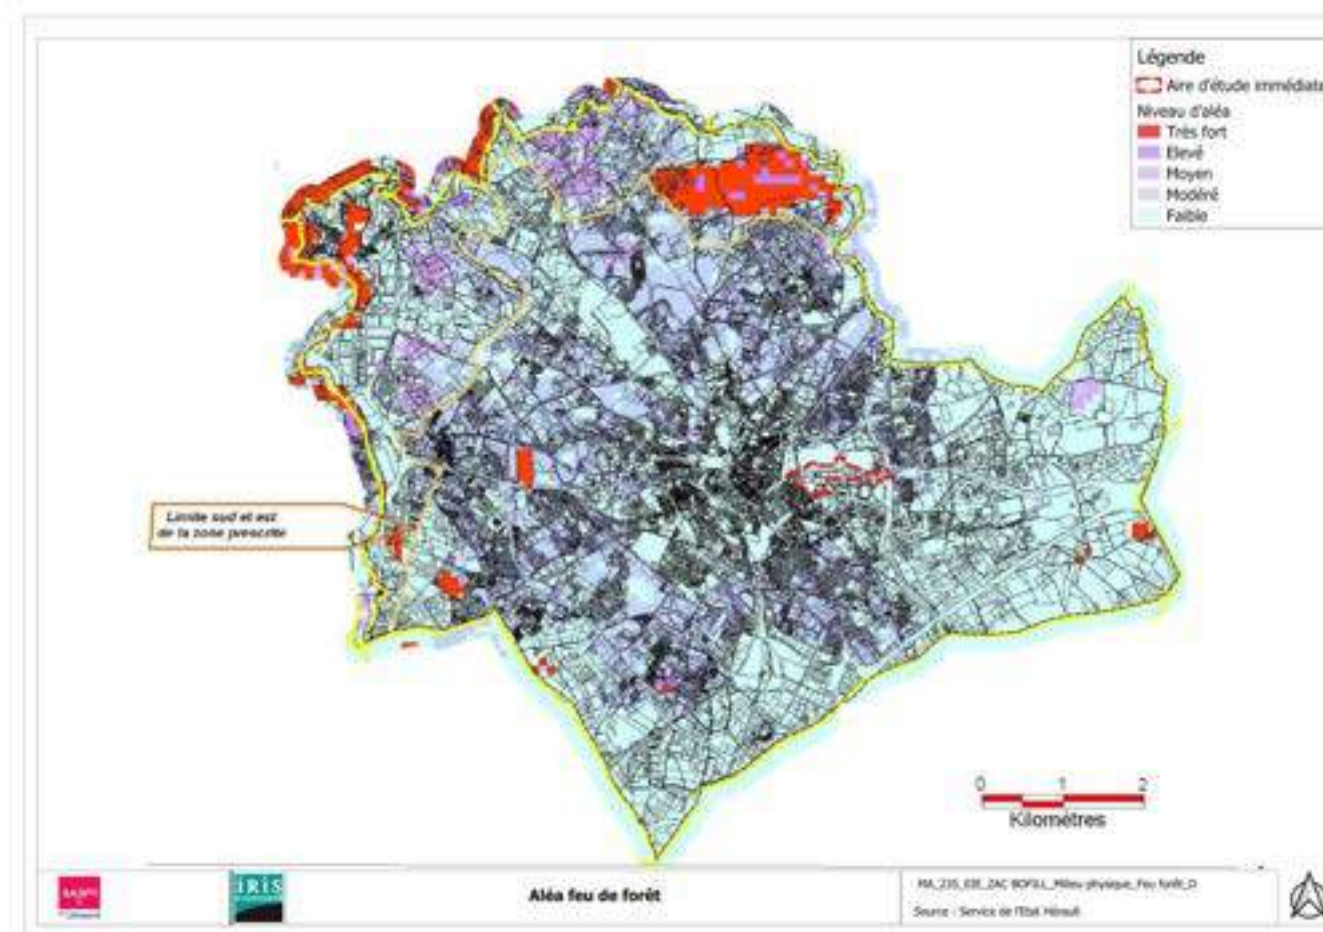 Légende
Aire d'étude immédiate
Niveau d'aléa
Très fort
Elevé
Moyen
Modéré
Faible
Limite sud et est
de la zone prescrite
0 1 2
Kilométres
IRIS
Aléa feu de forêt
Source : Service de l'Etat Hérault